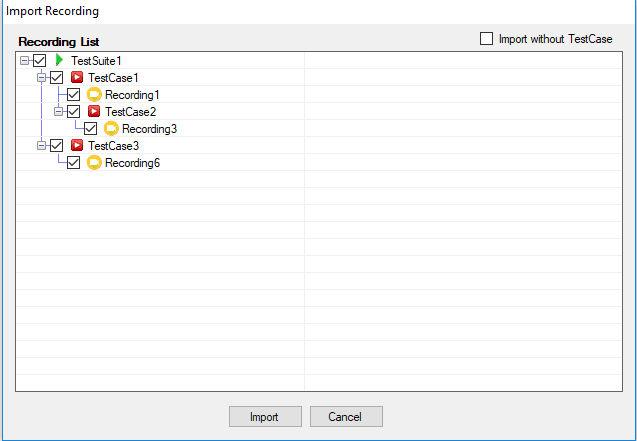 Import Recording
Recording List
Import without TestCase
TestSuite1
TestCase1
Recording1
TestCase2
Recording3
TestCase3
Recording6
Import
Cancel